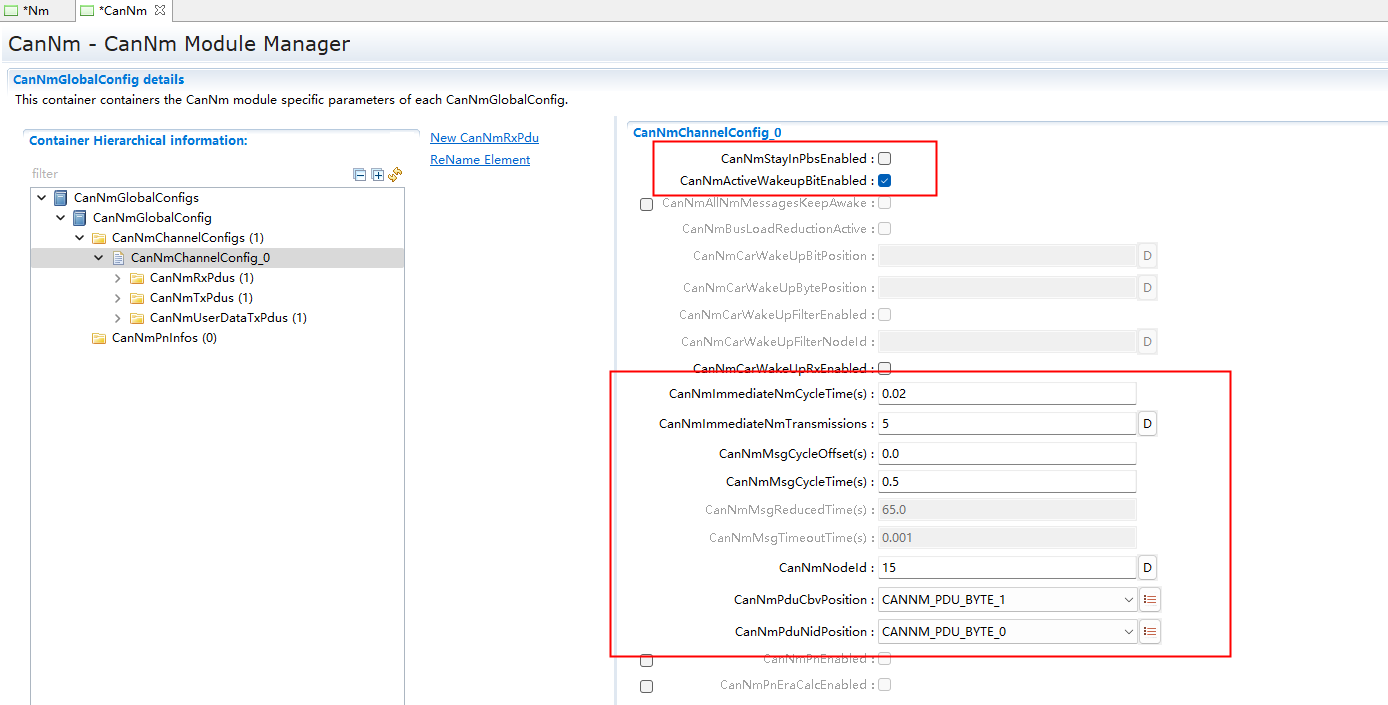 *Nm
*CanNm
CanNm - CanNm Module Manager
CanNmGlobalConfig details
This container containers the CanNm module specific parameters of each CanNmGlobalConfig.
Container Hierarchical information:
filter
CanNmGlobalConfigs
CanNmGlobalConfig
CanNmChannelConfigs (1)
CanNmChannelConfig_0
CanNmRxPdus (1)
CanNmTxPdus (1)
CanNmUserDataTxPdus (1)
CanNmPnInfos (0)
New CanNmRxPdu
ReName Element
CanNmChannelConfig_0
CanNmStayInPbsEnabled :
CanNmActiveWakeupBitEnabled :
CanNmAllNmMessagesKeepAwake :
CanNmBusLoadReductionActive :
CanNmCarWakeUpBitPosition : D
CanNmCarWakeUpBytePosition : D
CanNmCarWakeUpFilterEnabled :
CanNmCarWakeUpFilterNodeId : D
CanNmCarWakeUpRxEnabled :
CanNmImmediateNmCycleTime(s) : 0.02
CanNmImmediateNmTransmissions : 5 D
CanNmMsgCycleOffset(s) : 0.0
CanNmMsgCycleTime(s) : 0.5
CanNmMsgReducedTime(s) : 65.0
CanNmMsgTimeoutTime(s) : 0.001
CanNmNodeId : 15 D
CanNmPduCbvPosition : CANNM_PDU_BYTE_1
CanNmPduNidPosition : CANNM_PDU_BYTE_0
CanNmPnEnabled :
CanNmPnEraCalcEnabled :